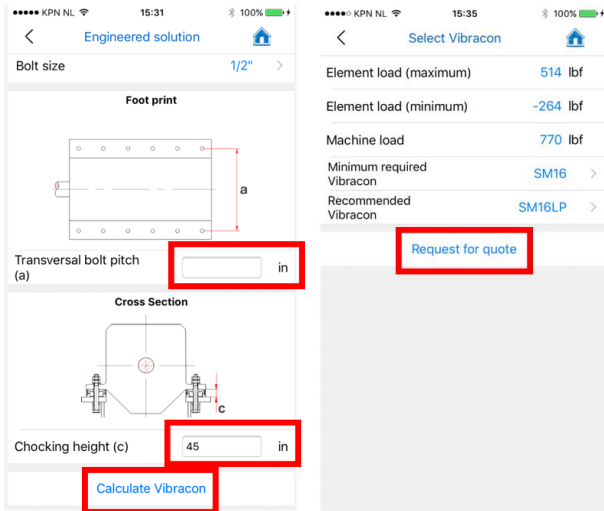 KPN NL 15:31 100%
Engineered solution
Bolt size 1/2"
Foot print
a
Transversal bolt pitch
(a) in
Cross Section
c
Chocking height (c) 45 in
Calculate Vibracon
KPN NL 15:35 100%
Select Vibracon
Element load (maximum) 514 lbf
Element load (minimum) -264 lbf
Machine load 770 lbf
Minimum required
Vibracon SM16
Recommended
Vibracon SM16LP
Request for quote